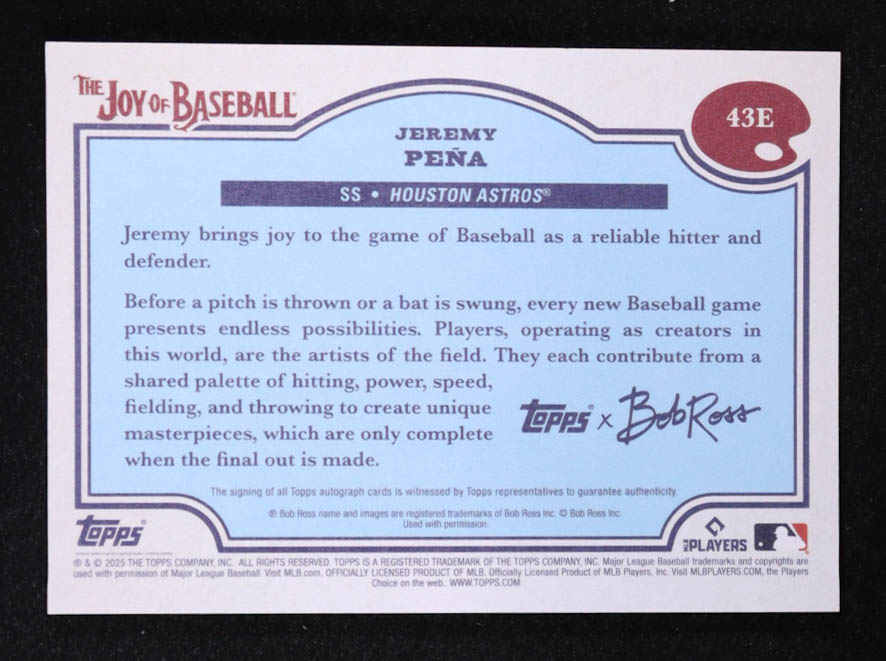 THE JOY OF BASEBALL
43E
JEREMY
PEÑA
SS • HOUSTON ASTROS®
Jeremy brings joy to the game of Baseball as a reliable hitter and
defender.
Before a pitch is thrown or a bat is swung, every new Baseball game
presents endless possibilities. Players, operating as creators in
this world, are the artists of the field. They each contribute from a
shared palette of hitting, power, speed,
fielding, and throwing to create unique
masterpieces, which are only complete
when the final out is made.
Topps® x Bob Ross
The signing of all Topps autograph cards is witnessed by Topps representatives to guarantee authenticity.
® Bob Ross name and images are registered trademarks of Bob Ross Inc. © Bob Ross Inc.
Used with permission.
Topps®
MLB PLAYERS
® & © 2025 THE TOPPS COMPANY, INC. ALL RIGHTS RESERVED. TOPPS IS A REGISTERED TRADEMARK OF THE TOPPS COMPANY, INC. Major League Baseball trademarks and copyrights are
used with permission of Major League Baseball. Visit MLB.com. OFFICIALLY LICENSED PRODUCT OF MLB. Officially Licensed Product of MLB Players, Inc. Visit MLBPLAYERS.COM, the Players
Choice on the web. WWW.TOPPS.COM